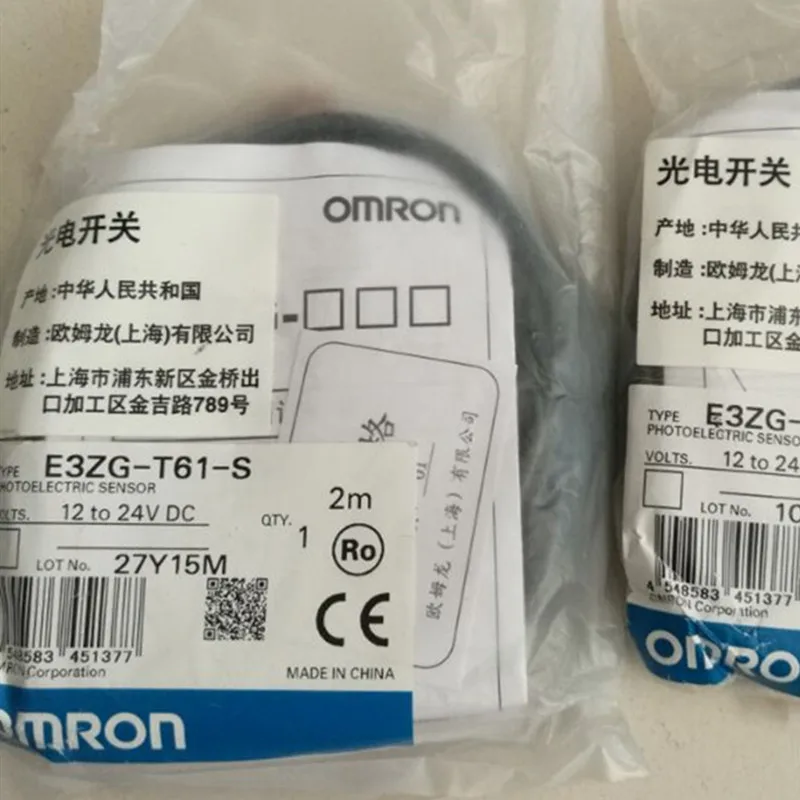 OMRON
光电开关
产地:中华人民共和国
制造:欧姆龙(上海)有限公司
地址:上海市浦东新区金桥出
口加工区金吉路789号
-□□□
格
01
欧姆龙(上海)有限公司
TYPE E3ZG-T61-S
PHOTOELECTRIC SENSOR
VOLTS. 12 to 24V DC
2m
QTY. 1
Ro
LOT No. 27Y15M
548583 451377
CE
OMRON Corporation
MADE IN CHINA
OMRON
光电开关
产地:中华人民共
制造:欧姆龙(上海
地址:上海市浦东
口加工区金
TYPE E3ZG-
PHOTOELECTRIC SENSOR
VOLTS. 12 to 24
LOT No. 10
4 548583 451377
OMRON Corporation
OMRO